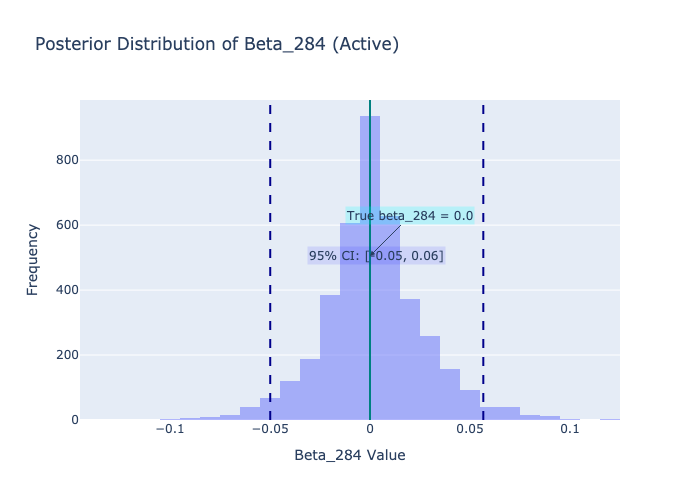 Posterior Distribution of Beta_284 (Active)
Frequency
800
600
400
200
0
True beta_284 = 0.0
95% CI: [-0.05, 0.06]
−0.1
−0.05
0
0.05
0.1
Beta_284 Value